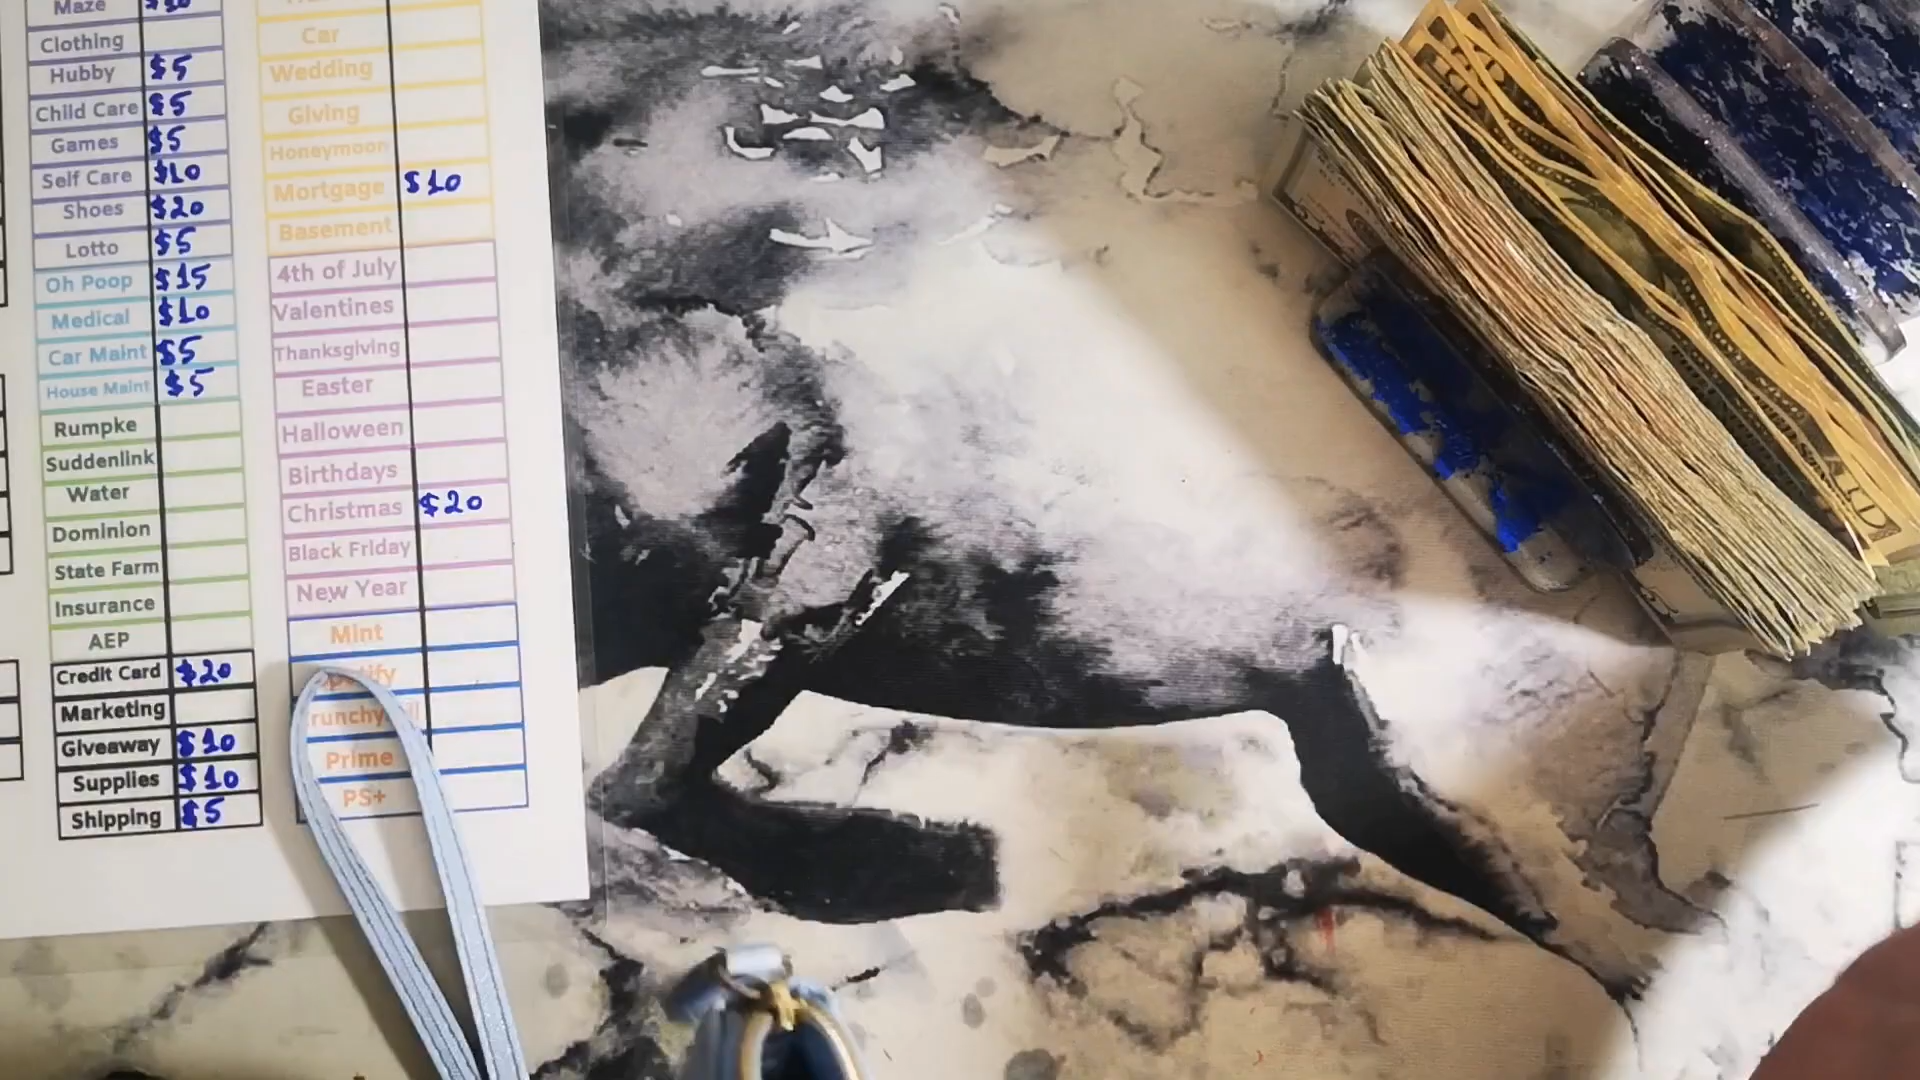 Maze
Clothing
Hubby $5
Child Care $5
Games $5
Self Care $10
Shoes $20
Lotto $5
Oh Poop $15
Medical $10
Car Maint $5
House Maint $5
Rumpke
Suddenlink
Water
Dominion
State Farm
Insurance
AEP
Credit Card $20
Marketing
Giveaway $10
Supplies $10
Shipping $5
Car
Wedding
Giving
Honeymoon
Mortgage $10
Basement
4th of July
Valentines
Thanksgiving
Easter
Halloween
Birthdays
Christmas $20
Black Friday
New Year
Mint
Prime
PS+